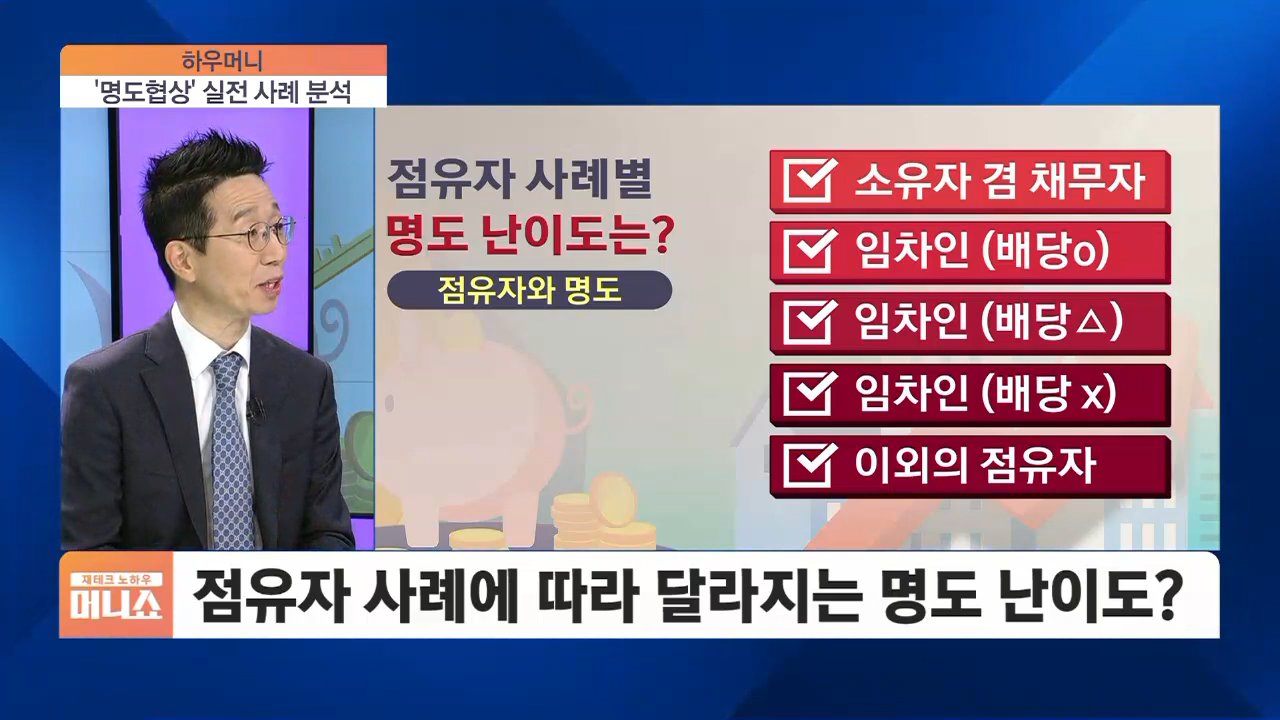 하우머니
'명도협상' 실전 사례 분석
점유자 사례별
명도 난이도는?
점유자와 명도
소유자 겸 채무자
임차인 (배당o)
임차인 (배당△)
임차인 (배당 x)
이외의 점유자
재테크 노하우
머니쇼
점유자 사례에 따라 달라지는 명도 난이도?